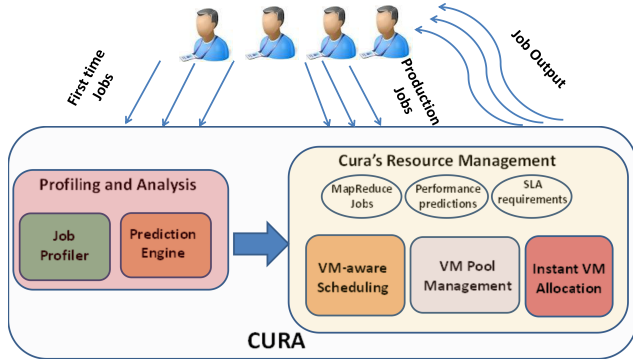 First time
Jobs
Production
Jobs
Job Output
Profiling and Analysis
Job
Profiler
Prediction
Engine
Cura's Resource Management
MapReduce
Jobs
Performance
predictions
SLA
requirements
VM-aware
Scheduling
VM Pool
Management
Instant VM
Allocation
CURA